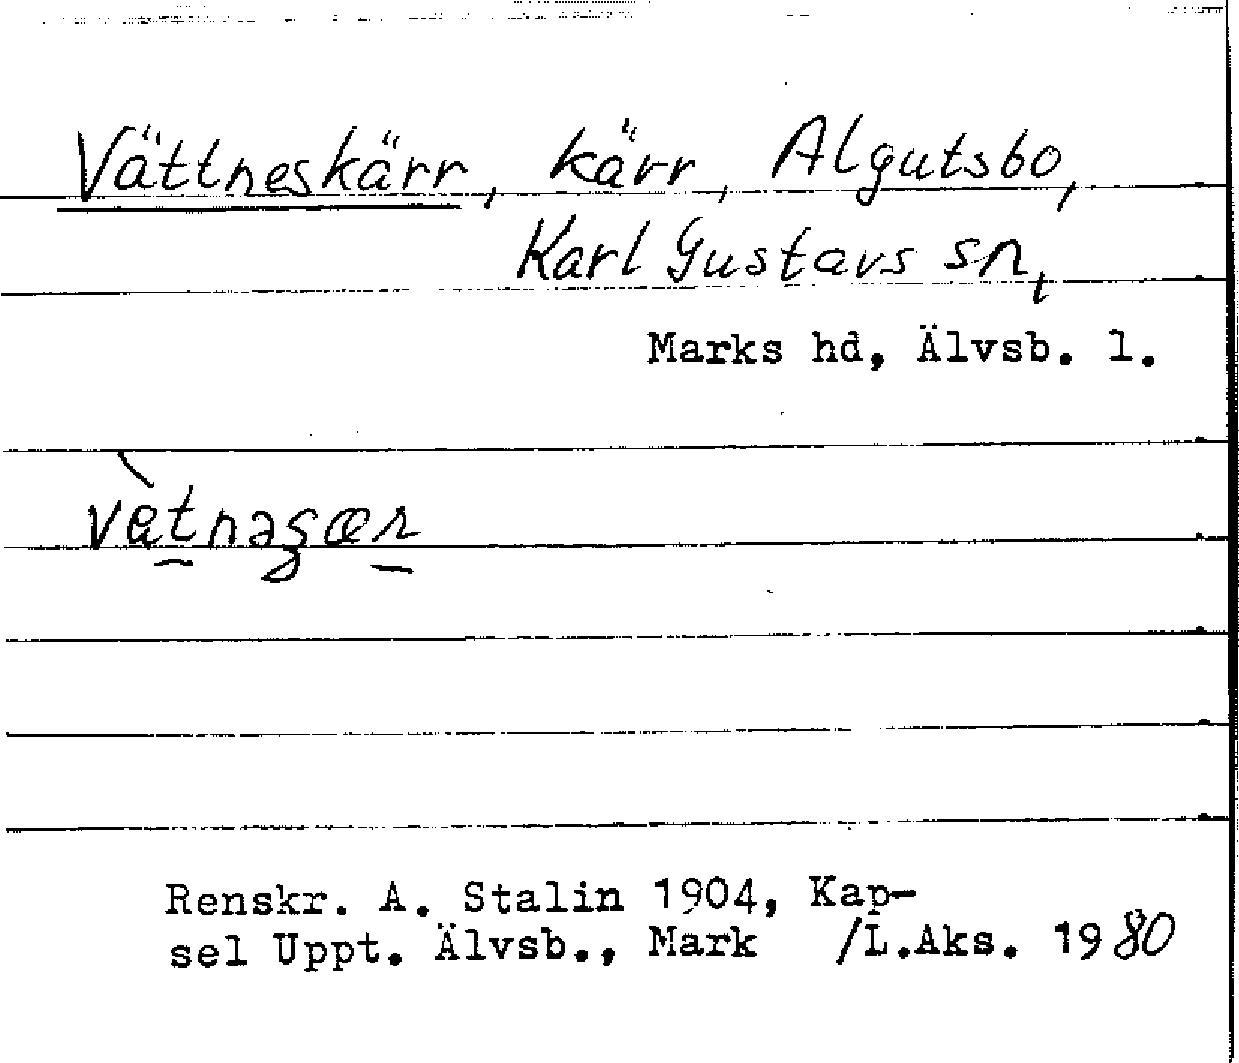 Vättneskärr, kärr, Algutsbo,
Karl Gustavs sn,
Marks hd, Älvsb. l.
Renskr. A. Stalin 1904, Kap-
sel Uppt. Älvsb., Mark /L.Aks. 1980